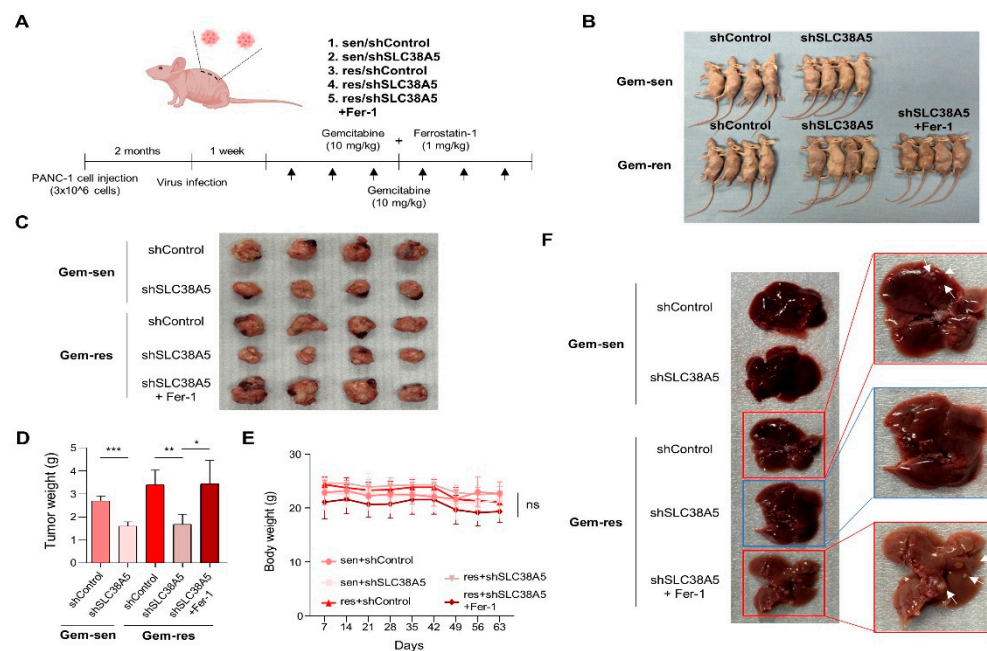 A
1. sen/shControl
2. sen/shSLC38A5
3. res/shControl
4. res/shSLC38A5
5. res/shSLC38A5
+Fer-1
Gemcitabine
(10 mg/kg)
+
Ferrostatin-1
(1 mg/kg)
2 months
1 week
PANC-1 cell injection
(3x10^6 cells)
Virus infection
Gemcitabine
(10 mg/kg)
B
shControl
shSLC38A5
Gem-sen
shControl
shSLC38A5
shSLC38A5
+Fer-1
Gem-ren
C
Gem-sen
shControl
shSLC38A5
Gem-res
shControl
shSLC38A5
shSLC38A5
+ Fer-1
D
Tumor weight (g)
5
4
3
2
1
0
***
**
*
shControl
shSLC38A5
shControl
shSLC38A5
shSLC38A5
+Fer-1
Gem-sen
Gem-res
E
Body weight (g)
30
20
10
0
ns
sen+shControl
sen+shSLC38A5
res+shControl
res+shSLC38A5
res+shSLC38A5
+Fer-1
7 14 21 28 35 42 49 56 63
Days
F
Gem-sen
shControl
shSLC38A5
Gem-res
shControl
shSLC38A5
shSLC38A5
+ Fer-1